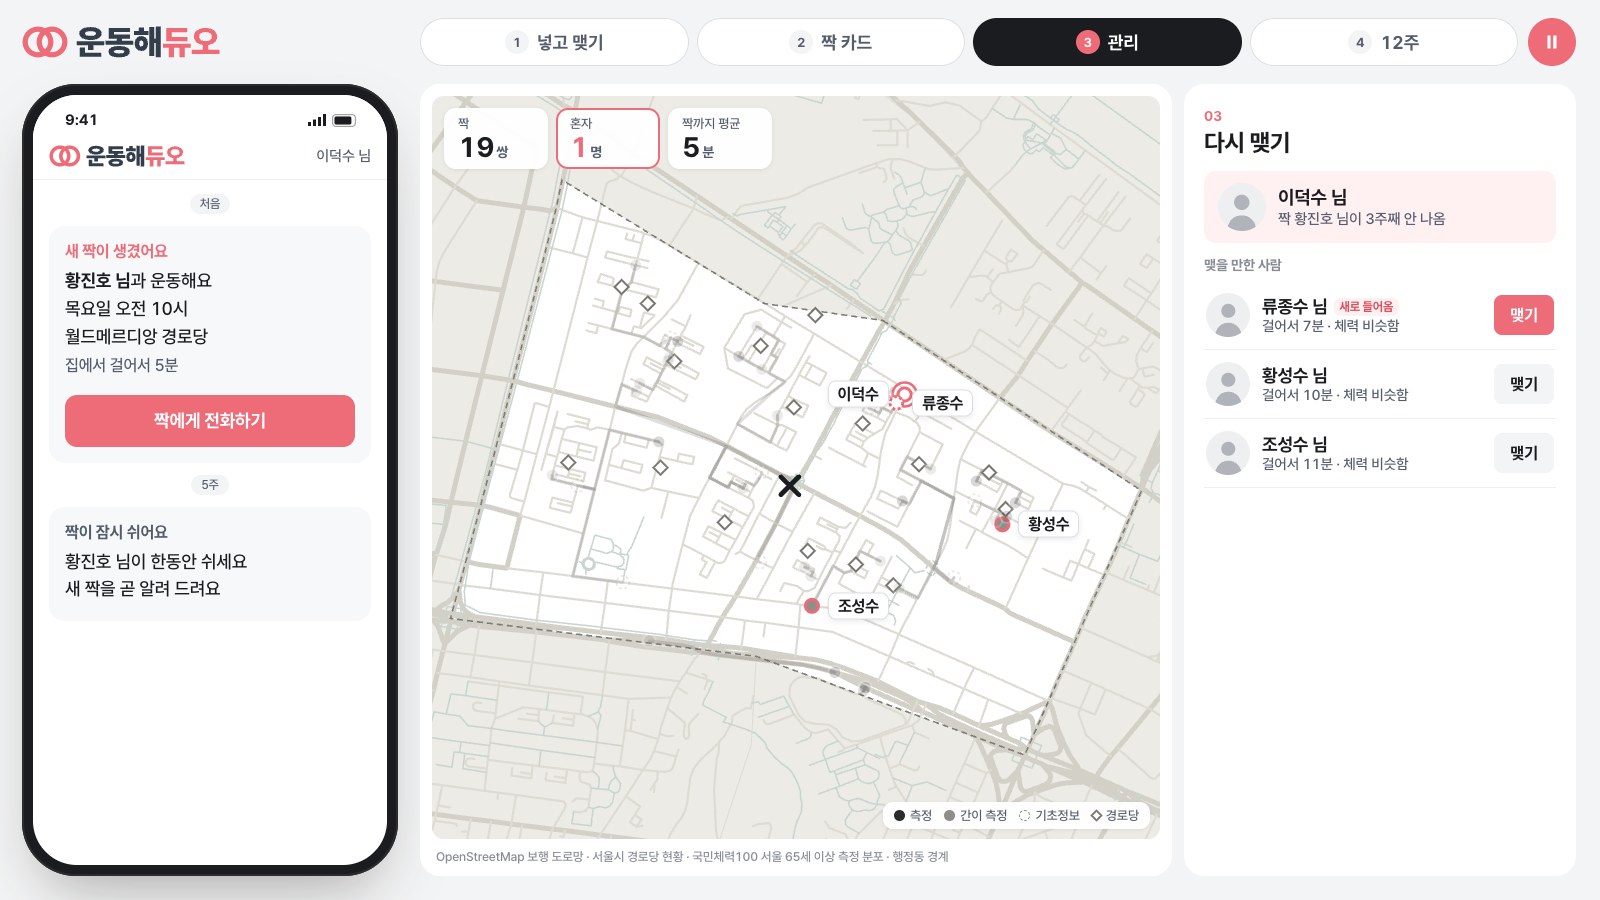 운동해듀오
1 넣고 맺기
2 짝 카드
3 관리
4 12주
9:41
운동해듀오
이덕수 님
처음
새 짝이 생겼어요
황진호 님과 운동해요
목요일 오전 10시
월드메르디앙 경로당
집에서 걸어서 5분
짝에게 전화하기
5주
짝이 잠시 쉬어요
황진호 님이 한동안 쉬세요
새 짝을 곧 알려 드려요
짝
19쌍
혼자
1명
짝까지 평균
5분
이덕수
류종수
황성수
조성수
측정
간이 측정
기초정보
경로당
OpenStreetMap 보행 도로망 · 서울시 경로당 현황 · 국민체력100 서울 65세 이상 측정 분포 · 행정동 경계
03
다시 맺기
이덕수 님
짝 황진호 님이 3주째 안 나옴
맺을 만한 사람
류종수 님 새로 들어옴
걸어서 7분 · 체력 비슷함
맺기
황성수 님
걸어서 10분 · 체력 비슷함
맺기
조성수 님
걸어서 11분 · 체력 비슷함
맺기